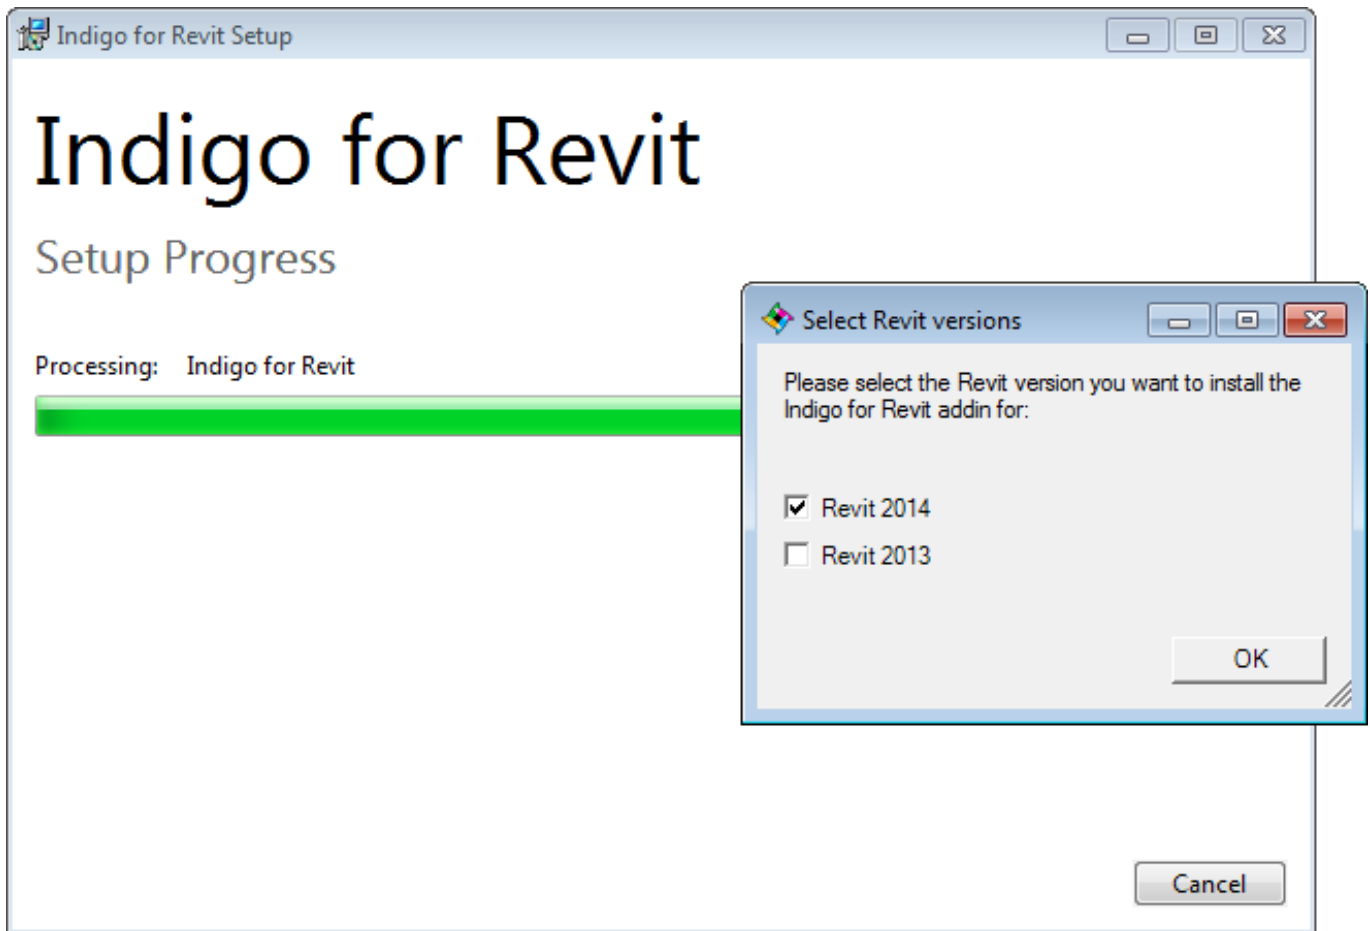 Indigo for Revit Setup
Indigo for Revit
Setup Progress
Processing: Indigo for Revit
Select Revit versions
Please select the Revit version you want to install the
Indigo for Revit addin for:
Revit 2014
Revit 2013
OK
Cancel